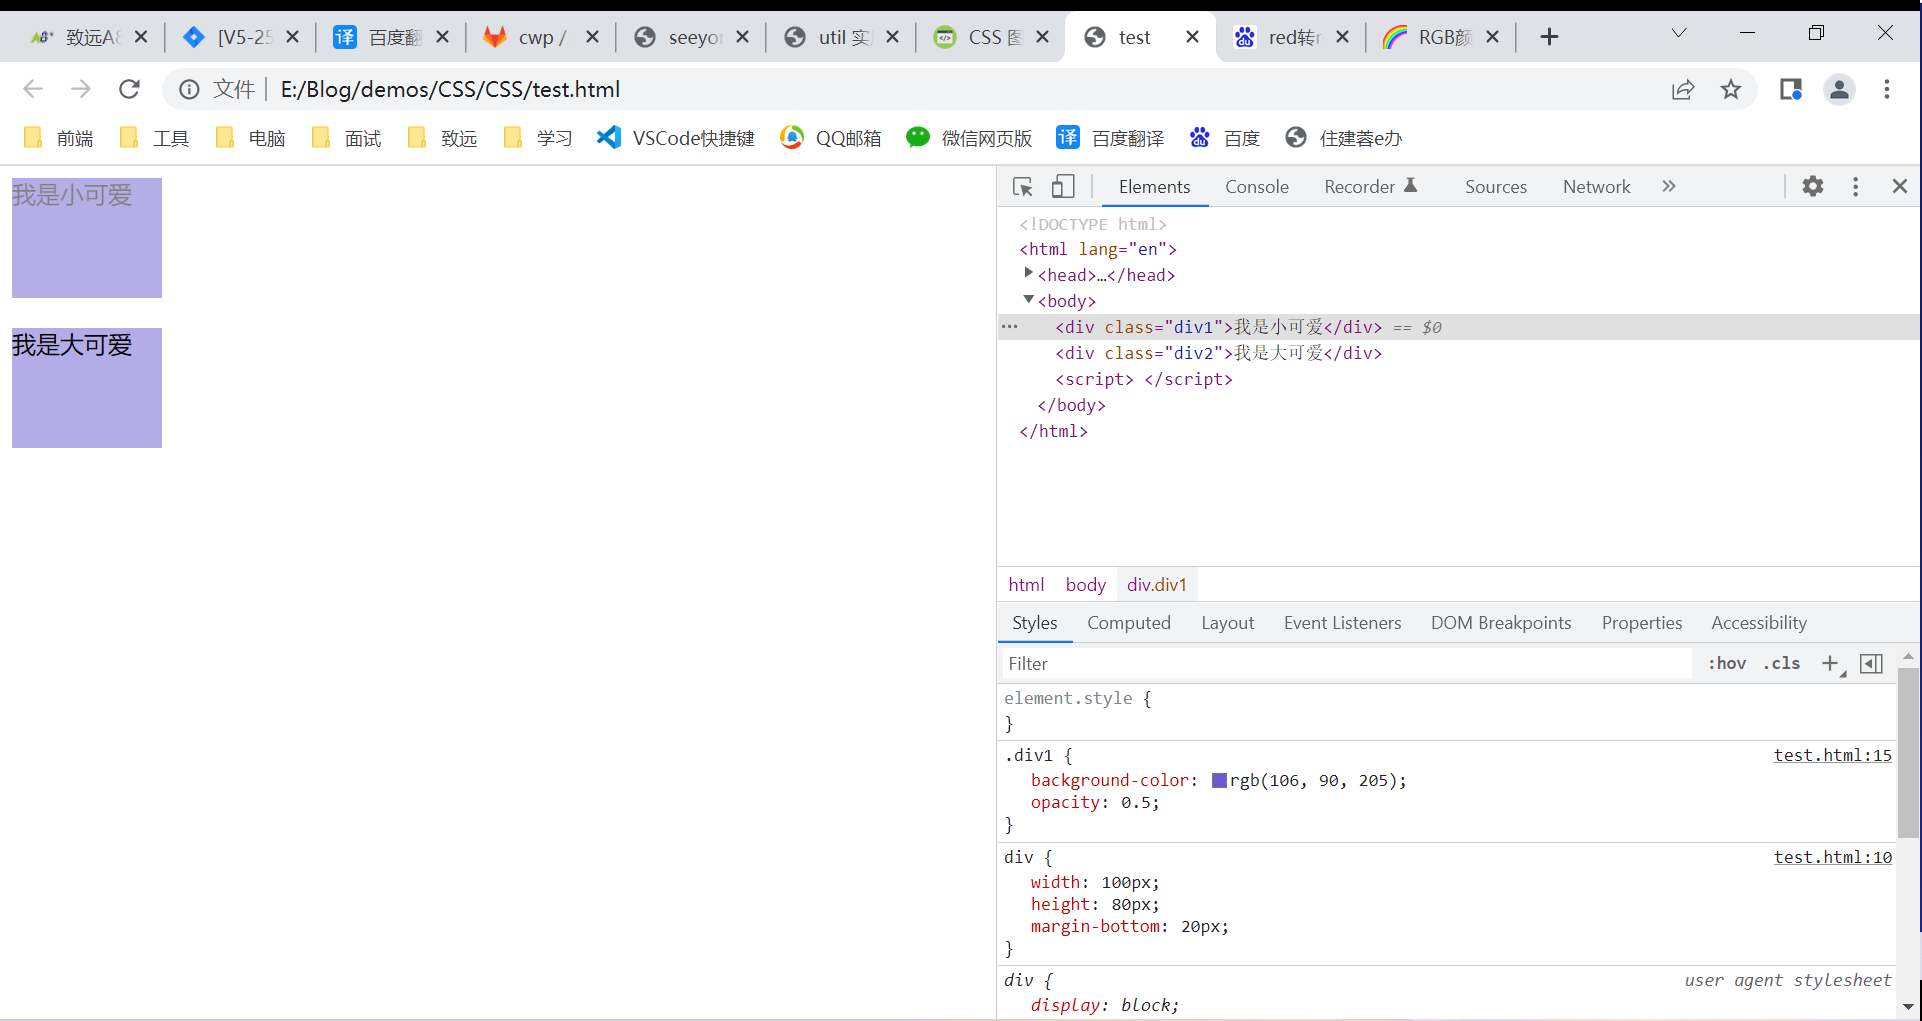 致远A8 [V5-25 百度翻 cwp / seeyo util 实 CSS 图 test red转r RGB颜
文件 E:/Blog/demos/CSS/CSS/test.html
前端 工具 电脑 面试 致远 学习 VSCode快捷键 QQ邮箱 微信网页版 译 百度翻译 百度 住建蓉e办
我是小可爱
我是大可爱
Elements Console Recorder Sources Network
<!DOCTYPE html>
<html lang="en">
<head>…</head>
<body>
<div class="div1">我是小可爱</div> == $0
<div class="div2">我是大可爱</div>
<script> </script>
</body>
</html>
html body div.div1
Styles Computed Layout Event Listeners DOM Breakpoints Properties Accessibility
Filter :hov .cls
element.style {
}
.div1 { test.html:15
background-color: rgb(106, 90, 205);
opacity: 0.5;
}
div { test.html:10
width: 100px;
height: 80px;
margin-bottom: 20px;
}
div { user agent stylesheet
display: block;